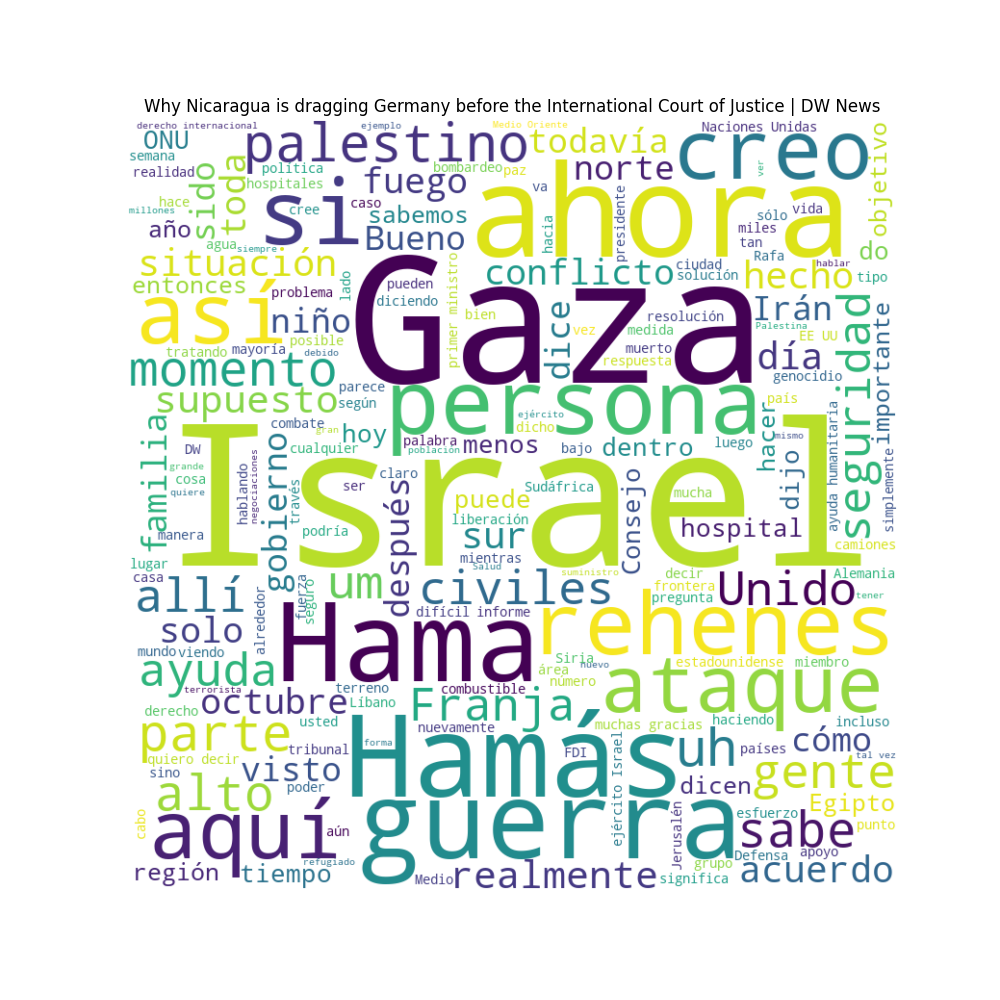 Why Nicaragua is dragging Germany before the International Court of Justice | DW News
derecho internacional
ejemplo
Medio Oriente
Naciones Unidas
ONU
palestino
todavía
creo
ver
objetivo
semana
realidad
sido
toda
política
hospitales
bombardeo
paz
norte
fuego
va
hace
cree
caso
si
ahora
presidente
sólo
vida
millones
año
sabemos
hacia
miles
tan
do
agua
siempre
Bueno
Rafa
situación
lado
conflicto
ciudad
solución
hecho
hablar
tipo
entonces
problema
pueden
diciendo
primer ministro
Gaza
así
niño
bien
dice
resolución
Irán
seguridad
importante
vez
medida
Palestina
EE UU
tratando
mayoría
posible
debido
muerto
respuesta
día
momento
genocidio
supuesto
parece
según
persona
país
hacer
combate
gran
hoy
ejército
dicho
familia
DW
gobierno
cualquier
palabra
población
menos
bajo
dentro
luego
mismo
dijo
ayuda humanitaria
simplemente
grande
cosa
quiere
hablando
negociaciones
través
ser
claro
Israel
después
puede
Sudáfrica
Consejo
mucha
manera
podría
liberación
sur
hospital
mientras
camiones
lugar
casa
Salud
suministro
decir
frontera
pregunta
Alemania
fuerza
seguro
um
civiles
Unido
tener
allí
alrededor
difícil informe
solo
Hama
rehenes
mundo
viendo
ayuda
Siria
nuevo
área
número
estadounidense
miembro
terrorista
octubre
terreno
Líbano
combustible
Franja
ataque
derecho
usted
nuevamente
muchas gracias
haciendo
incluso
parte
quiero decir
tribunal
forma
Hamás
FDI
ejército Israel
uh
países
cómo
tal vez
sino
visto
poder
dicen
gente
alto
cabo
aquí
aún
guerra
Jerusalén
esfuerzo
Egipto
punto
sabe
región
tiempo
refugiado
Medio
realmente
significa
grupo
Defensa
apoyo
acuerdo